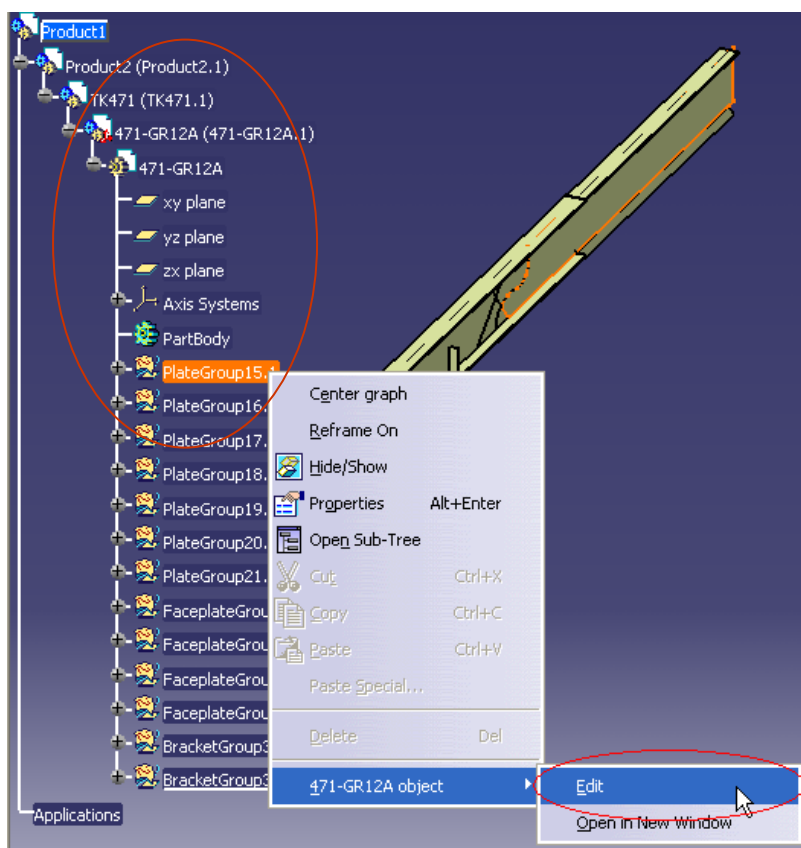 Product1
Product2 (Product2.1)
TK471 (TK471.1)
471-GR12A (471-GR12A.1)
471-GR12A
xy plane
yz plane
zx plane
Axis Systems
PartBody
PlateGroup15.1
PlateGroup16.
PlateGroup17.
PlateGroup18.
PlateGroup19.
PlateGroup20.
PlateGroup21.
FaceplateGrou
FaceplateGrou
FaceplateGrou
FaceplateGrou
BracketGroup3
BracketGroup3
Applications
Center graph
Reframe On
Hide/Show
Properties Alt+Enter
Open Sub-Tree
Cut Ctrl+X
Copy Ctrl+C
Paste Ctrl+V
Paste Special...
Delete Del
471-GR12A object
Edit
Open in New Window